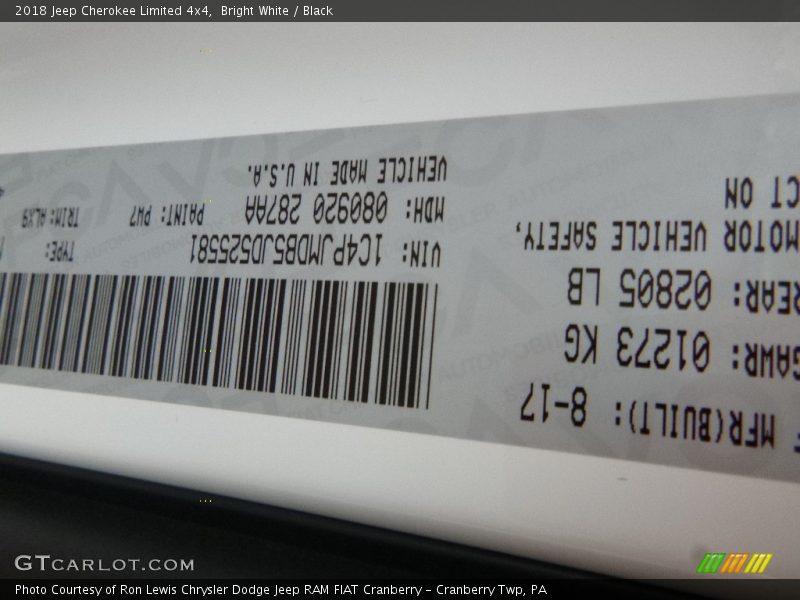 2018 Jeep Cherokee Limited 4x4, Bright White / Black
MFR(BUILT): 8-17
GAWR: 01273 KG
REAR: 02805 LB
MOTOR VEHICLE SAFETY,
CT ON
VIN: 1C4PJMDB5JD525581 TYPE:
MDH: 080920 287AA PAINT: PW7 TRIM: ALX9
VEHICLE MADE IN U.S.A.
GTCARLOT.COM
Photo Courtesy of Ron Lewis Chrysler Dodge Jeep RAM FIAT Cranberry – Cranberry Twp, PA